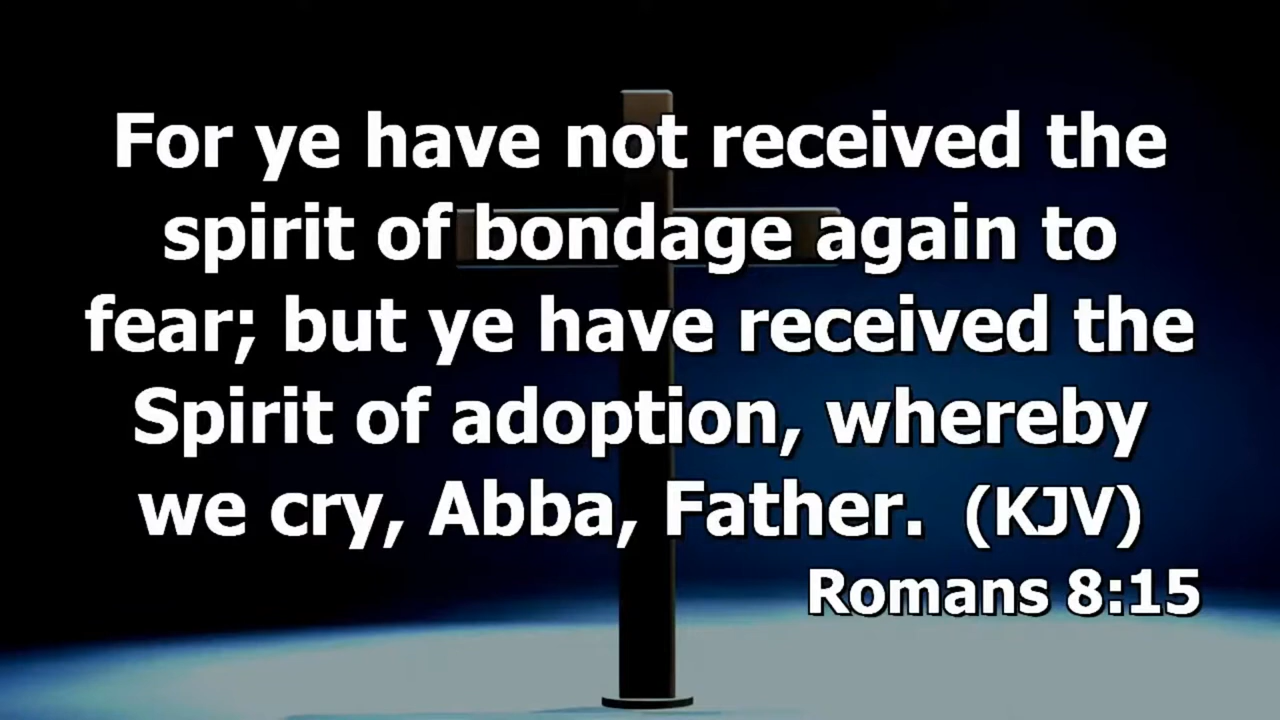 For ye have not received the
spirit of bondage again to
fear; but ye have received the
Spirit of adoption, whereby
we cry, Abba, Father.  (KJV)
Romans 8:15